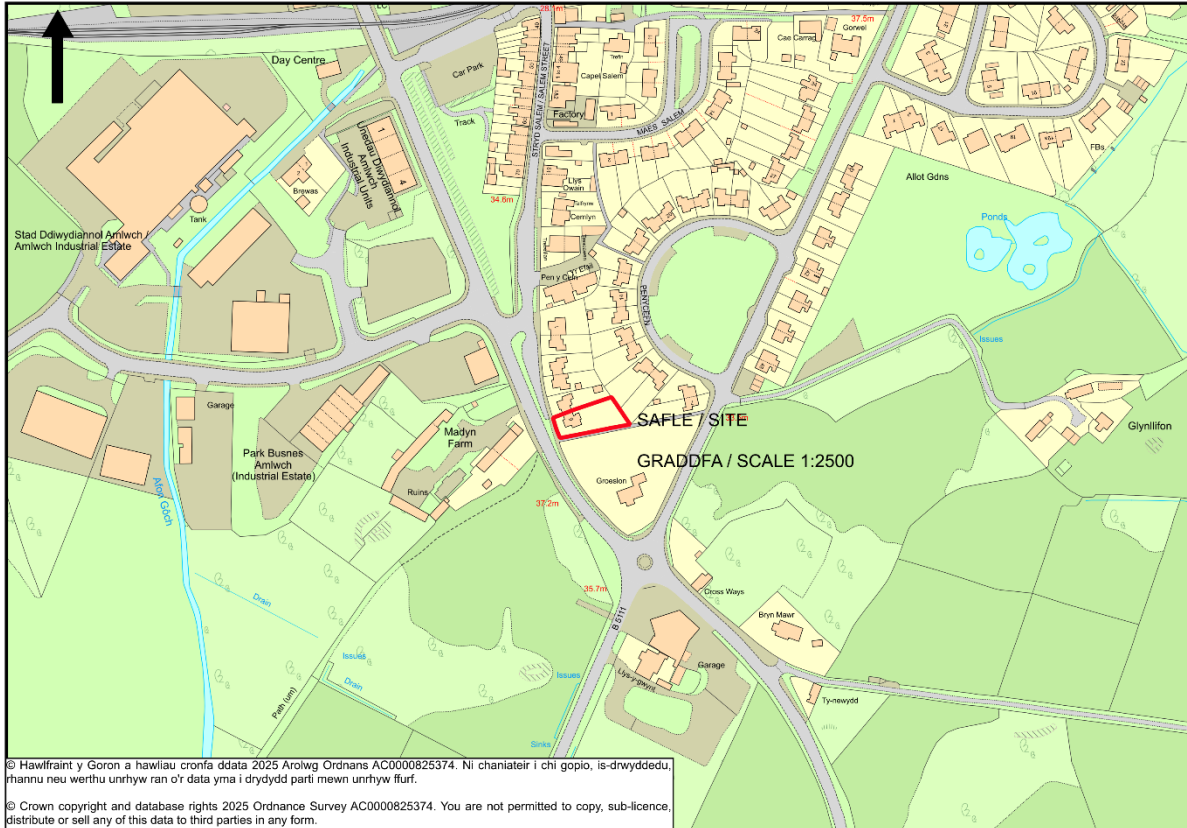 28.1m
37.5m
LC
Day Centre
Car Park
Track
STRYD SALEM / SALEM STREET
Capel Salem
Trefin
Factory
MAES SALEM
Cae Carrad
Gorwel
Unedau Diwydiannol
Amlwch
Industrial Units
1
4
Brewas
Tank
34.6m
Llys
Owain
Cemlyn
Stad Ddiwydiannol Amlwch /
Amlwch Industrial Estate
Pen y Cefn
PENYCEFN
FBs
Allot Gdns
Ponds
Issues
Garage
Park Busnes
Amlwch
(Industrial Estate)
Madyn
Farm
Ruins
Afon Goch
SAFLE / SITE
GRADDFA / SCALE 1:2500
Groeslon
Glynllifon
37.2m
35.7m
Cross Ways
Bryn Mawr
B 5111
Garage
Llys-y-gwynt
Ty-newydd
Drain
Issues
Drain
Path (um)
Issues
Sinks
© Hawlfraint y Goron a hawliau cronfa ddata 2025 Arolwg Ordnans AC0000825374. Ni chaniateir i chi gopio, is-drwyddedu,
rhannu neu werthu unrhyw ran o'r data yma i drydydd parti mewn unrhyw ffurf.
© Crown copyright and database rights 2025 Ordnance Survey AC0000825374. You are not permitted to copy, sub-licence,
distribute or sell any of this data to third parties in any form.